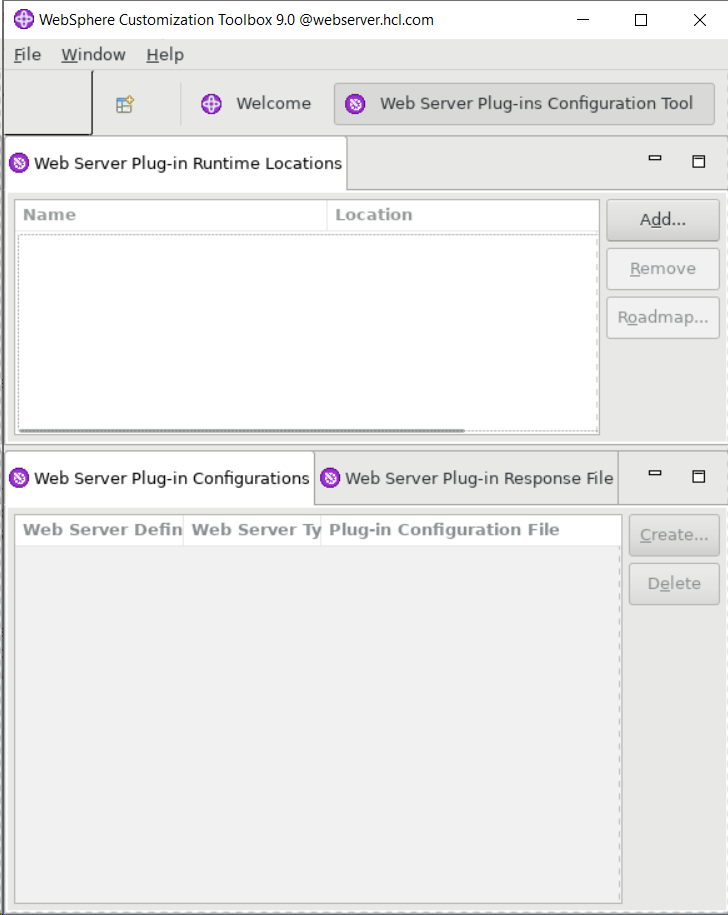 WebSphere Customization Toolbox 9.0 @webserver.hcl.com
File Window Help
Welcome Web Server Plug-ins Configuration Tool
Web Server Plug-in Runtime Locations
Name Location
Add...
Remove
Roadmap...
Web Server Plug-in Configurations Web Server Plug-in Response File
Web Server Defin Web Server Ty Plug-in Configuration File
Create...
Delete